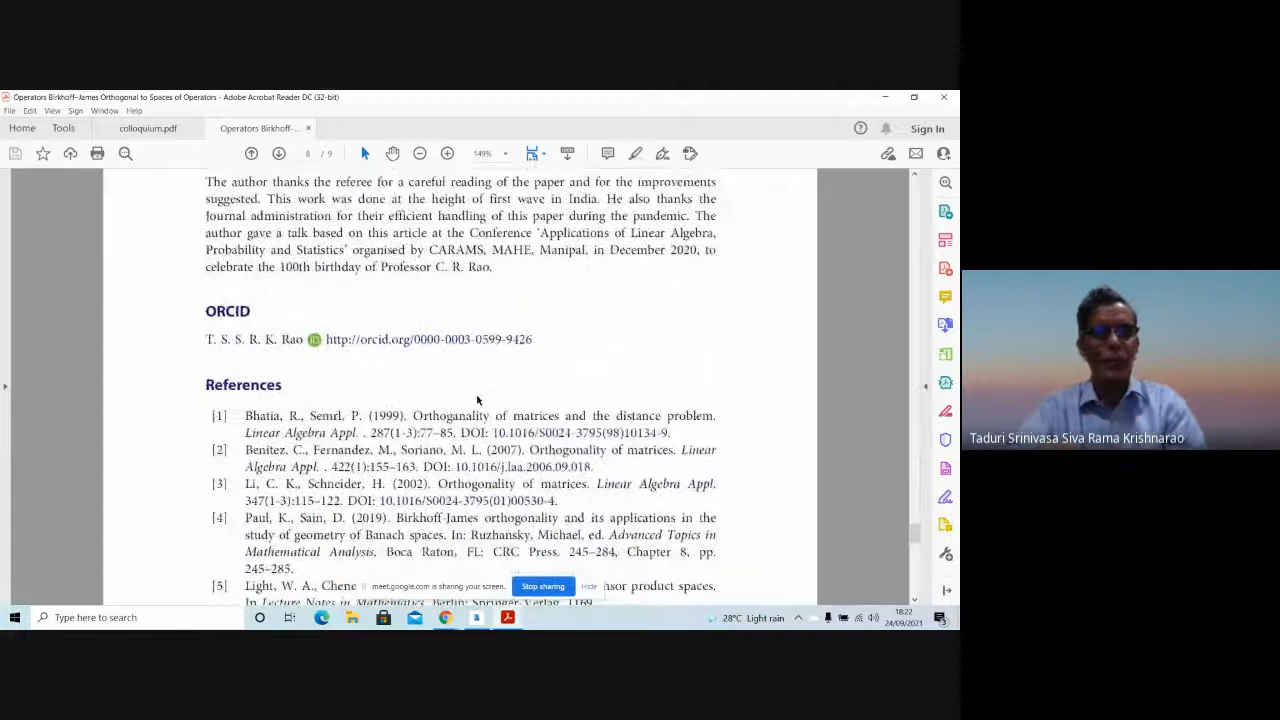 Operators Birkhoff–James Orthogonal to Spaces of Operators - Adobe Acrobat Reader DC (32-bit)
File Edit View Sign Window Help
Home Tools colloquium.pdf Operators Birkhoff–... × Sign In
8 / 9 149%
The author thanks the referee for a careful reading of the paper and for the improvements
suggested. This work was done at the height of first wave in India. He also thanks the
Journal administration for their efficient handling of this paper during the pandemic. The
author gave a talk based on this article at the Conference 'Applications of Linear Algebra,
Probability and Statistics' organised by CARAMS, MAHE, Manipal, in December 2020, to
celebrate the 100th birthday of Professor C. R. Rao.
ORCID
T. S. S. R. K. Rao iD http://orcid.org/0000-0003-0599-9426
References
[1] Bhatia, R., Semrl, P. (1999). Orthoganality of matrices and the distance problem.
Linear Algebra Appl. . 287(1-3):77–85. DOI: 10.1016/S0024-3795(98)10134-9.
[2] Benitez, C., Fernandez, M., Soriano, M. L. (2007). Orthogonality of matrices. Linear
Algebra Appl. . 422(1):155–163. DOI: 10.1016/j.laa.2006.09.018.
[3] Li, C. K., Schneider, H. (2002). Orthogonality of matrices. Linear Algebra Appl.
347(1-3):115–122. DOI: 10.1016/S0024-3795(01)00530-4.
[4] Paul, K., Sain, D. (2019). Birkhoff-James orthogonality and its applications in the
study of geometry of Banach spaces. In: Ruzhansky, Michael, ed. Advanced Topics in
Mathematical Analysis. Boca Raton, FL: CRC Press. 245–284, Chapter 8, pp.
245–285.
[5] Light, W. A., Chene nsor product spaces.
meet.google.com is sharing your screen. Stop sharing Hide
In Lecture Notes in Mathematics. Berlin: Springer-Verlag, 1169.
Type here to search 28°C Light rain 18:22
24/09/2021
3
Taduri Srinivasa Siva Rama Krishnarao